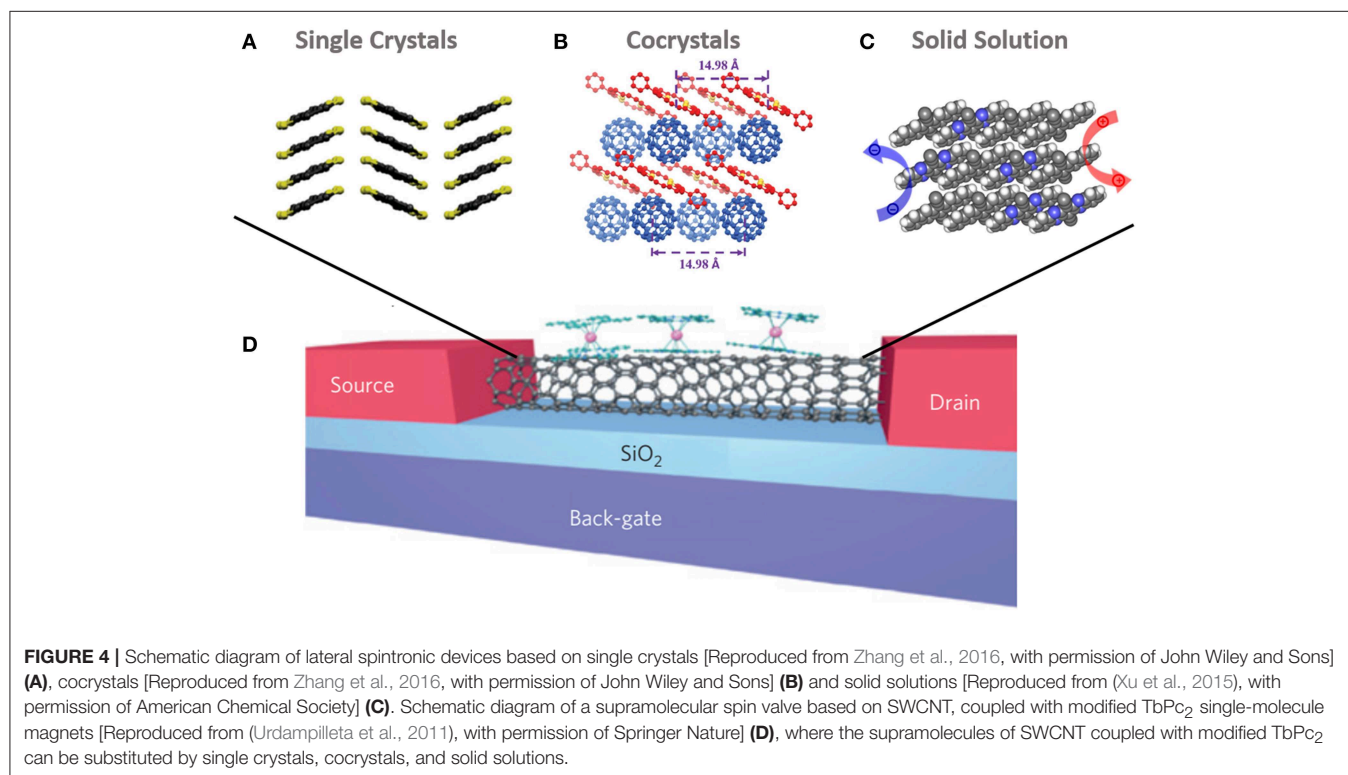 A Single Crystals
B Cocrystals
C Solid Solution
14.98 Å
14.98 Å
D
Source
Drain
SiO₂
Back-gate
FIGURE 4 | Schematic diagram of lateral spintronic devices based on single crystals [Reproduced from Zhang et al., 2016, with permission of John Wiley and Sons]
(A), cocrystals [Reproduced from Zhang et al., 2016, with permission of John Wiley and Sons] (B) and solid solutions [Reproduced from (Xu et al., 2015), with
permission of American Chemical Society] (C). Schematic diagram of a supramolecular spin valve based on SWCNT, coupled with modified TbPc₂ single-molecule
magnets [Reproduced from (Urdampilleta et al., 2011), with permission of Springer Nature] (D), where the supramolecules of SWCNT coupled with modified TbPc₂
can be substituted by single crystals, cocrystals, and solid solutions.